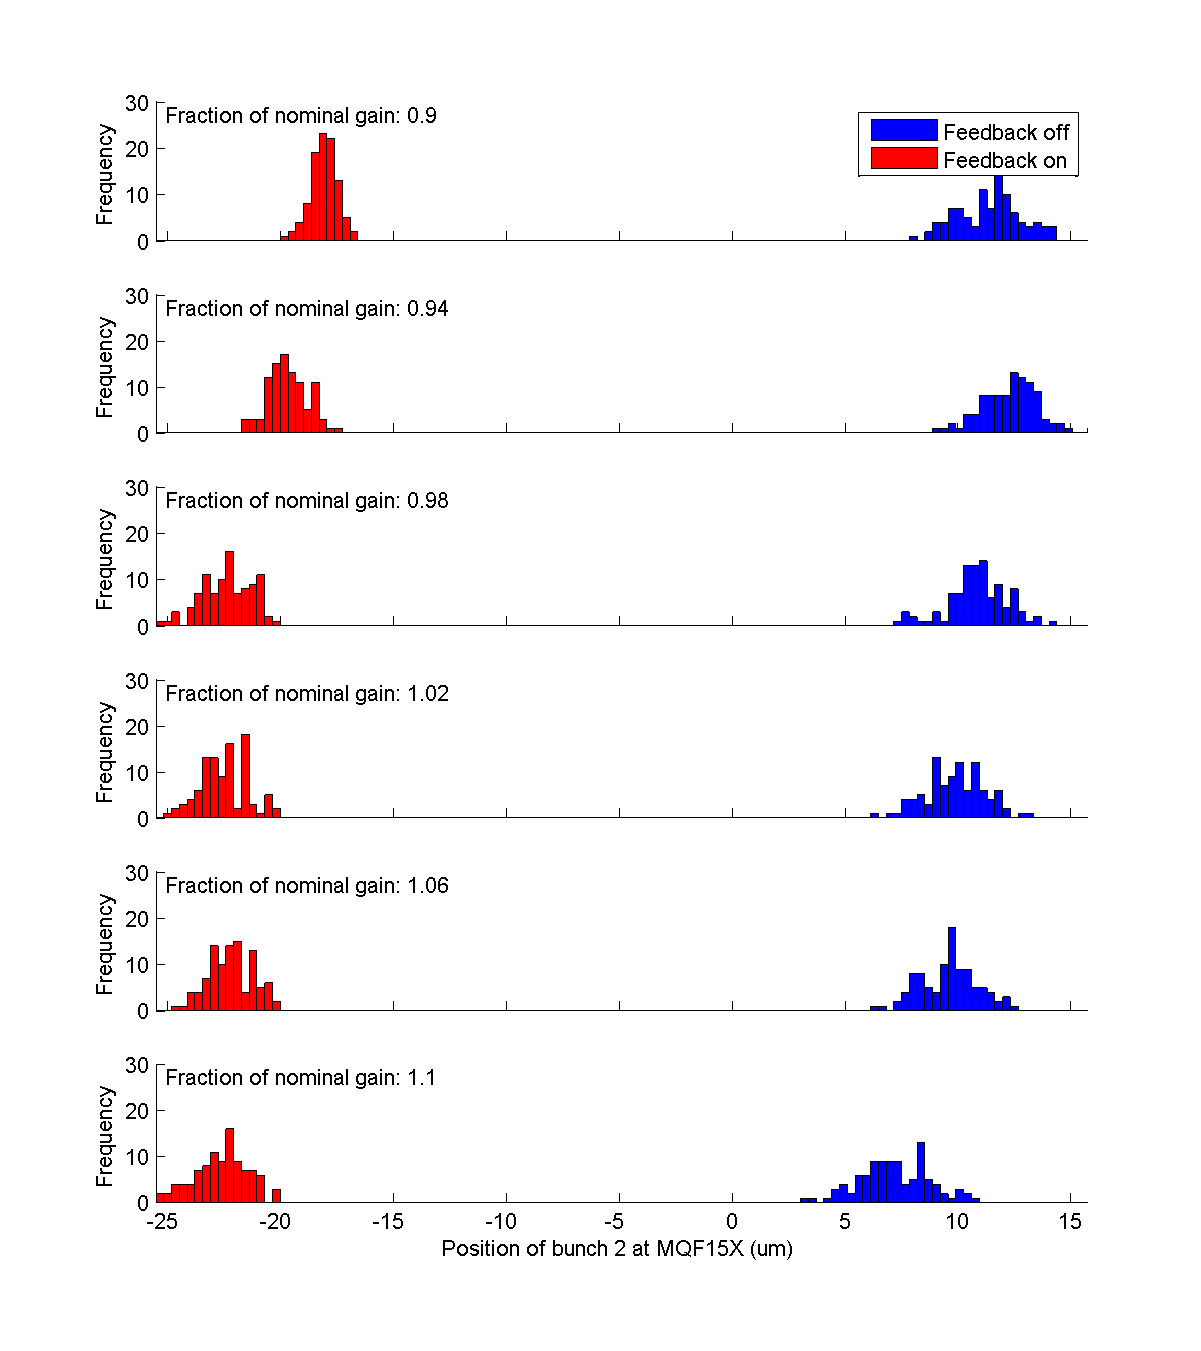 Fraction of nominal gain: 0.9
Feedback off
Feedback on
30
20
10
0
Frequency
Fraction of nominal gain: 0.94
30
20
10
0
Frequency
Fraction of nominal gain: 0.98
30
20
10
0
Frequency
Fraction of nominal gain: 1.02
30
20
10
0
Frequency
Fraction of nominal gain: 1.06
30
20
10
0
Frequency
Fraction of nominal gain: 1.1
30
20
10
0
Frequency
-25 -20 -15 -10 -5 0 5 10 15
Position of bunch 2 at MQF15X (um)